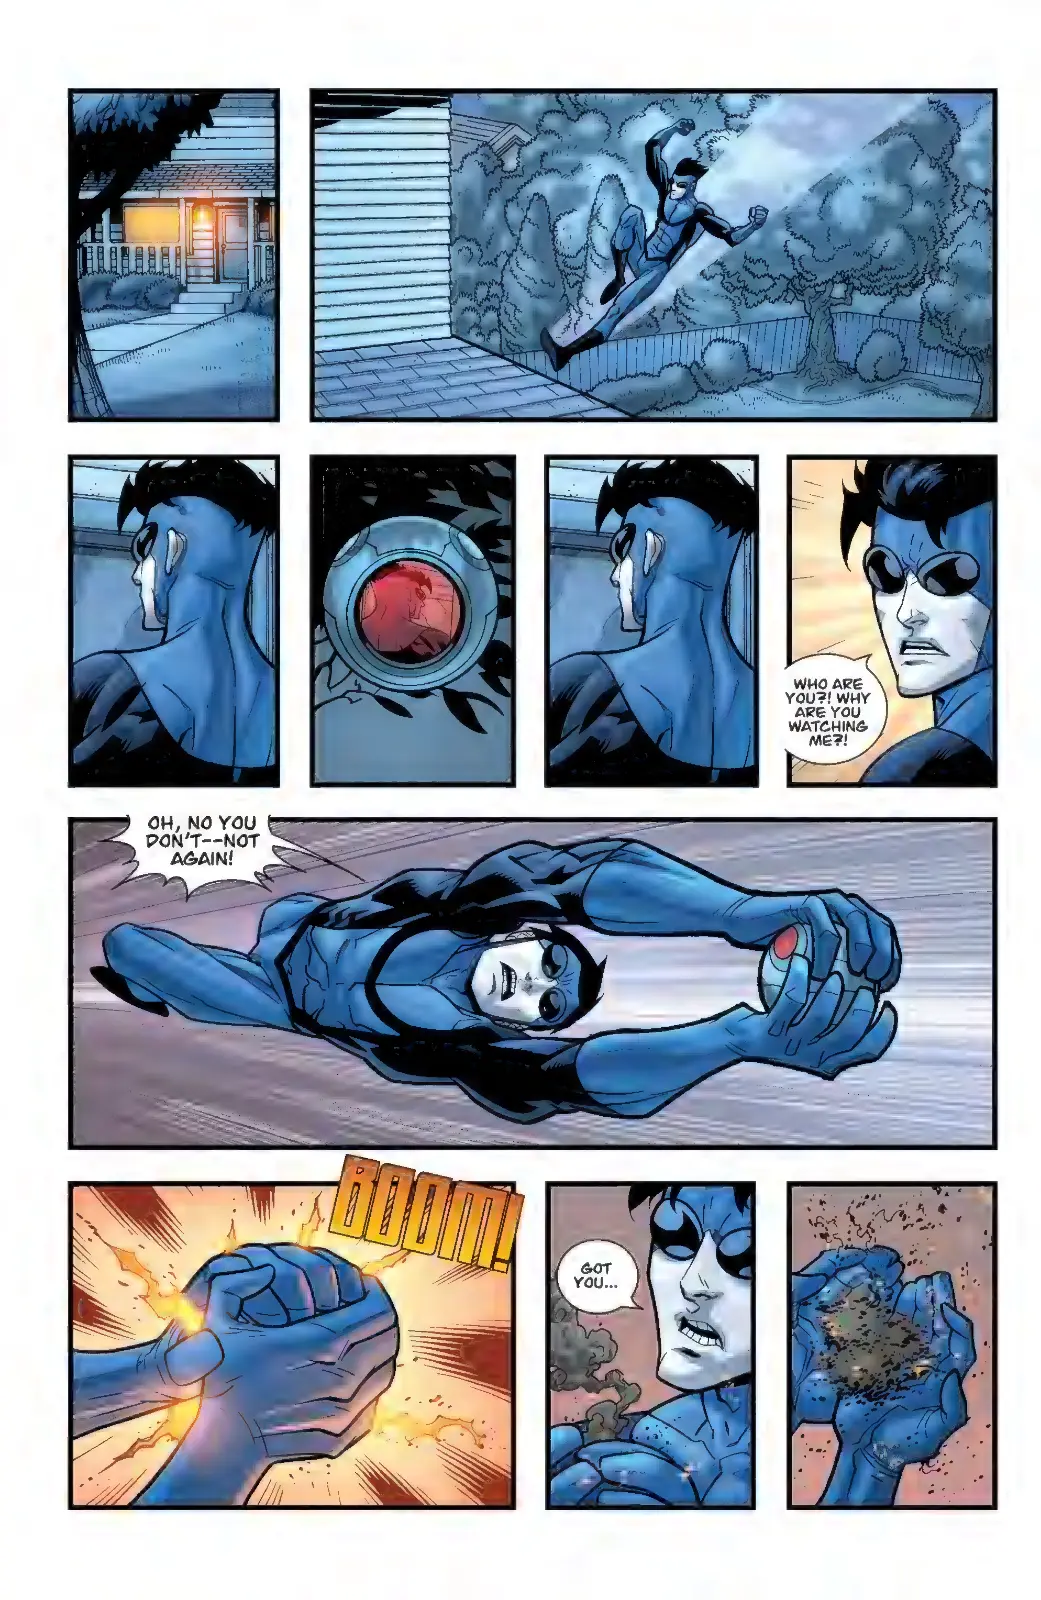 WHO ARE
YOU?! WHY
ARE YOU
WATCHING
ME?!
OH, NO YOU
DON'T--NOT
AGAIN!
BOOM!
GOT
YOU...